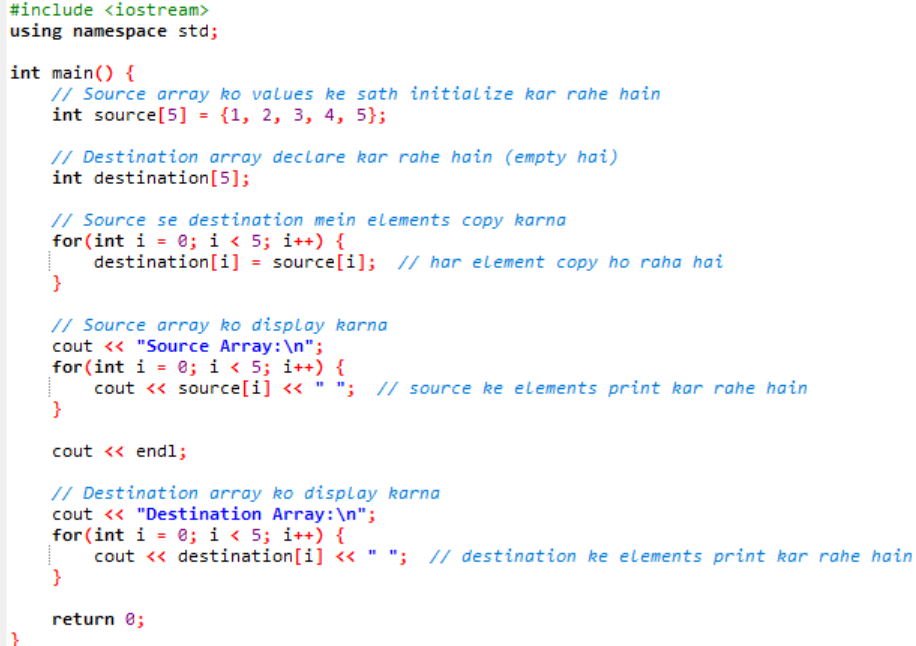 #include <iostream>
using namespace std;
int main() {
// Source array ko values ke sath initialize kar rahe hain
int source[5] = {1, 2, 3, 4, 5};
// Destination array declare kar rahe hain (empty hai)
int destination[5];
// Source se destination mein elements copy karna
for(int i = 0; i < 5; i++) {
destination[i] = source[i];  // har element copy ho raha hai
}
// Source array ko display karna
cout << "Source Array:\n";
for(int i = 0; i < 5; i++) {
cout << source[i] << " ";  // source ke elements print kar rahe hain
}
cout << endl;
// Destination array ko display karna
cout << "Destination Array:\n";
for(int i = 0; i < 5; i++) {
cout << destination[i] << " ";  // destination ke elements print kar rahe hain
}
return 0;
}